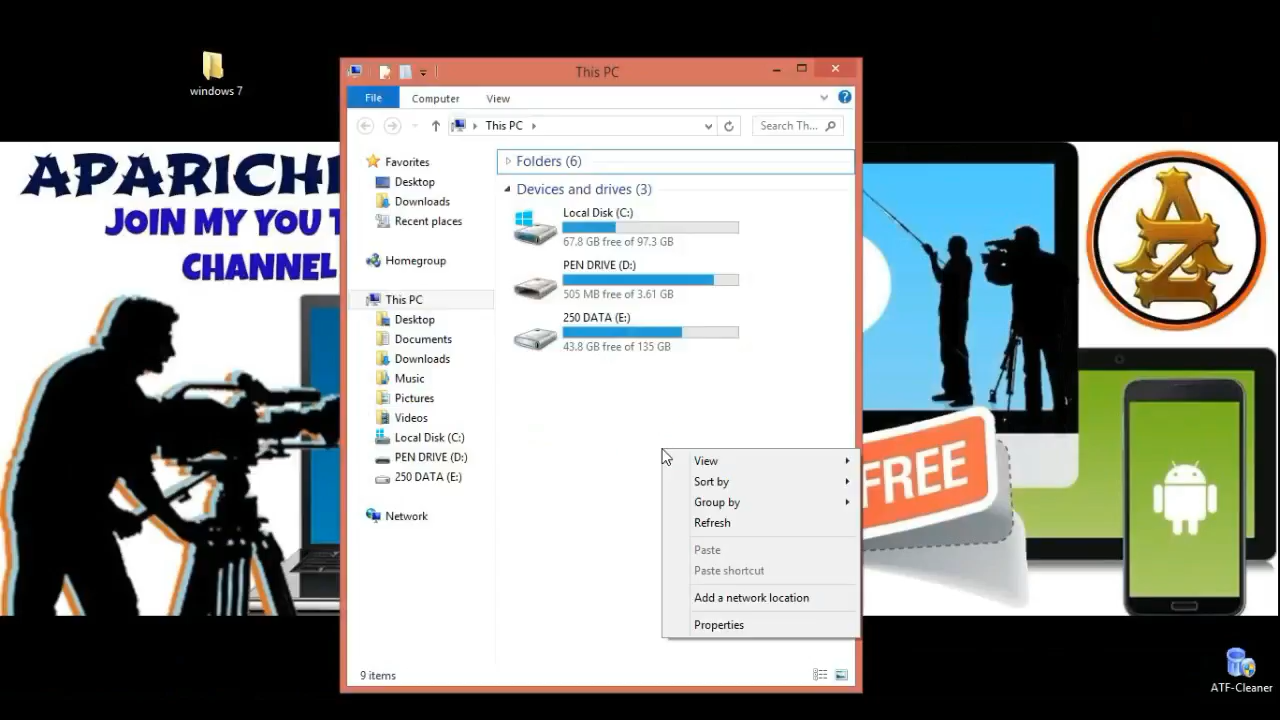 windows 7
This PC
File
Computer
View
This PC
Search Th...
Favorites
Desktop
Downloads
Recent places
Homegroup
This PC
Desktop
Documents
Downloads
Music
Pictures
Videos
Local Disk (C:)
PEN DRIVE (D:)
250 DATA (E:)
Network
Folders (6)
Devices and drives (3)
Local Disk (C:)
67.8 GB free of 97.3 GB
PEN DRIVE (D:)
505 MB free of 3.61 GB
250 DATA (E:)
43.8 GB free of 135 GB
View
Sort by
Group by
Refresh
Paste
Paste shortcut
Add a network location
Properties
9 items
APARICHI
JOIN MY YOU T
CHANNEL
AZ
FREE
ATF-Cleaner